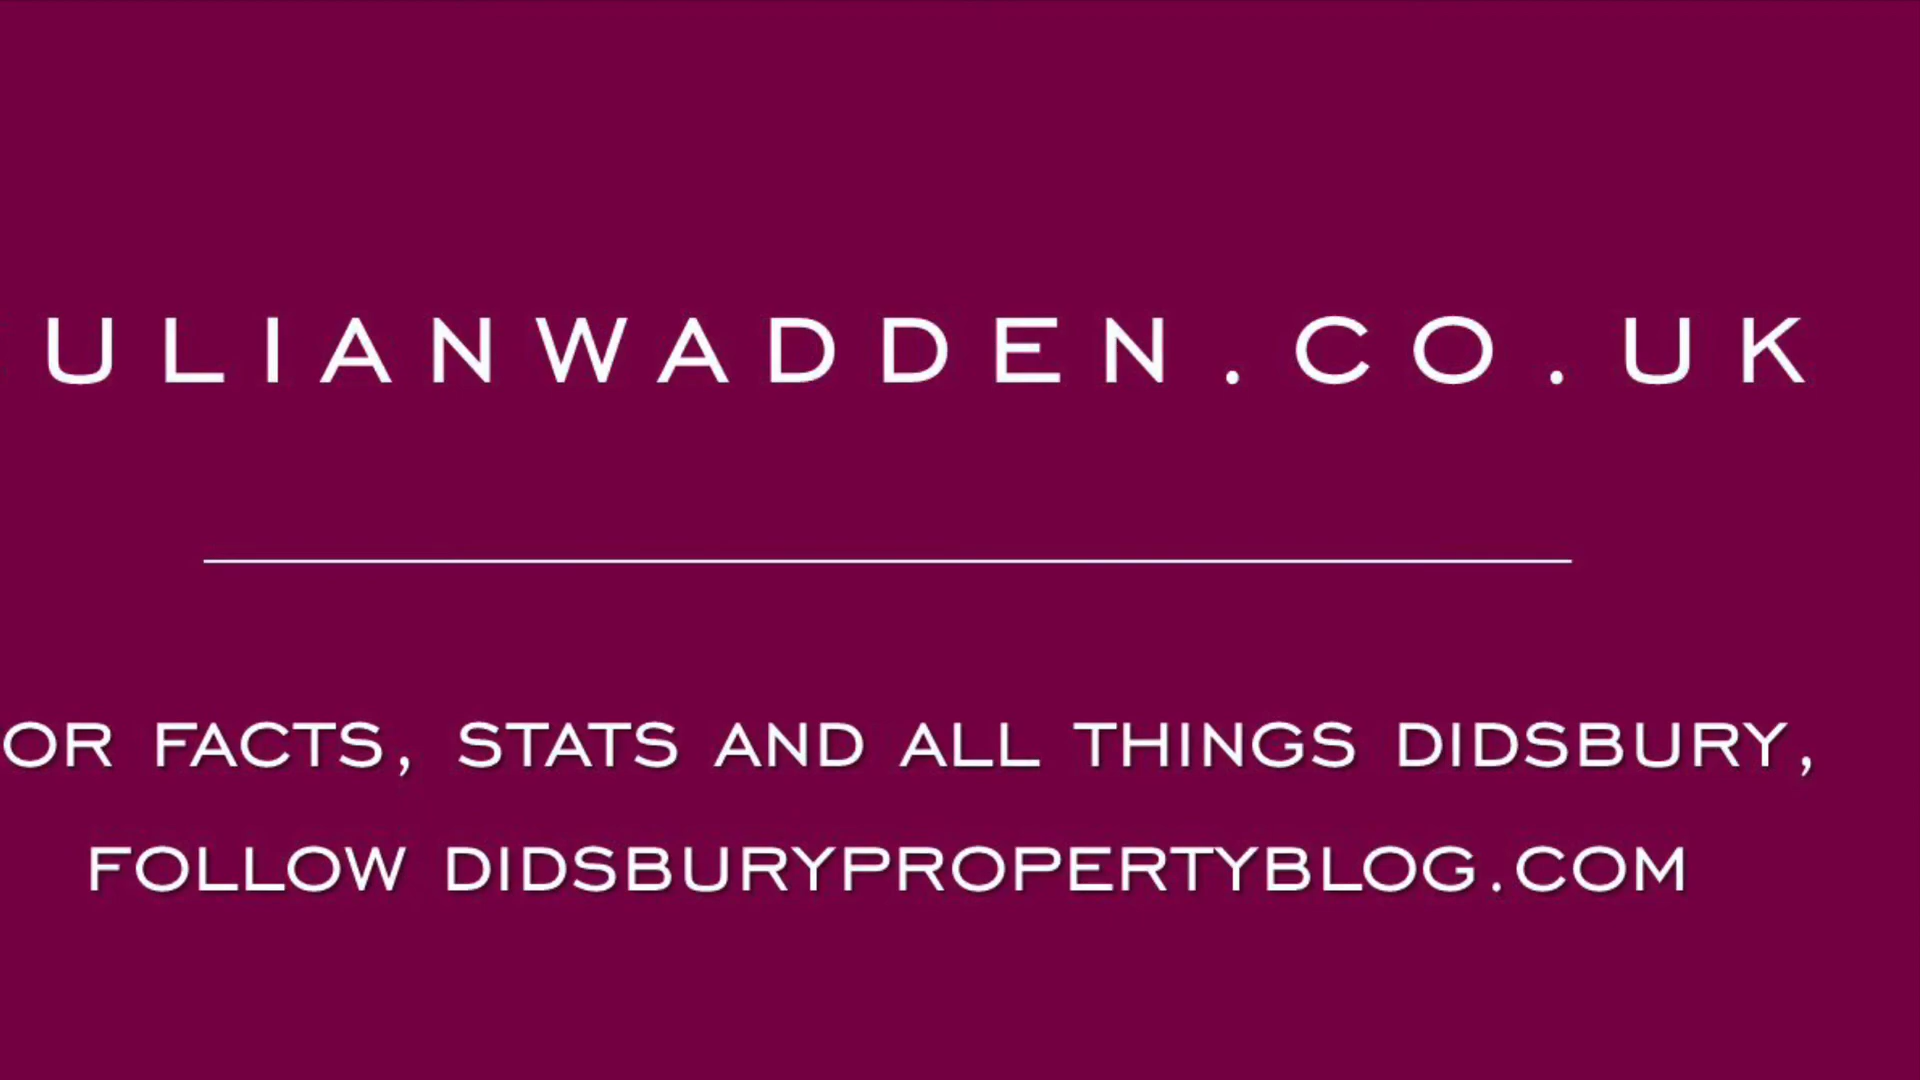 ULIANWADDEN.CO.UK
OR FACTS, STATS AND ALL THINGS DIDSBURY,
FOLLOW DIDSBURYPROPERTYBLOG.COM